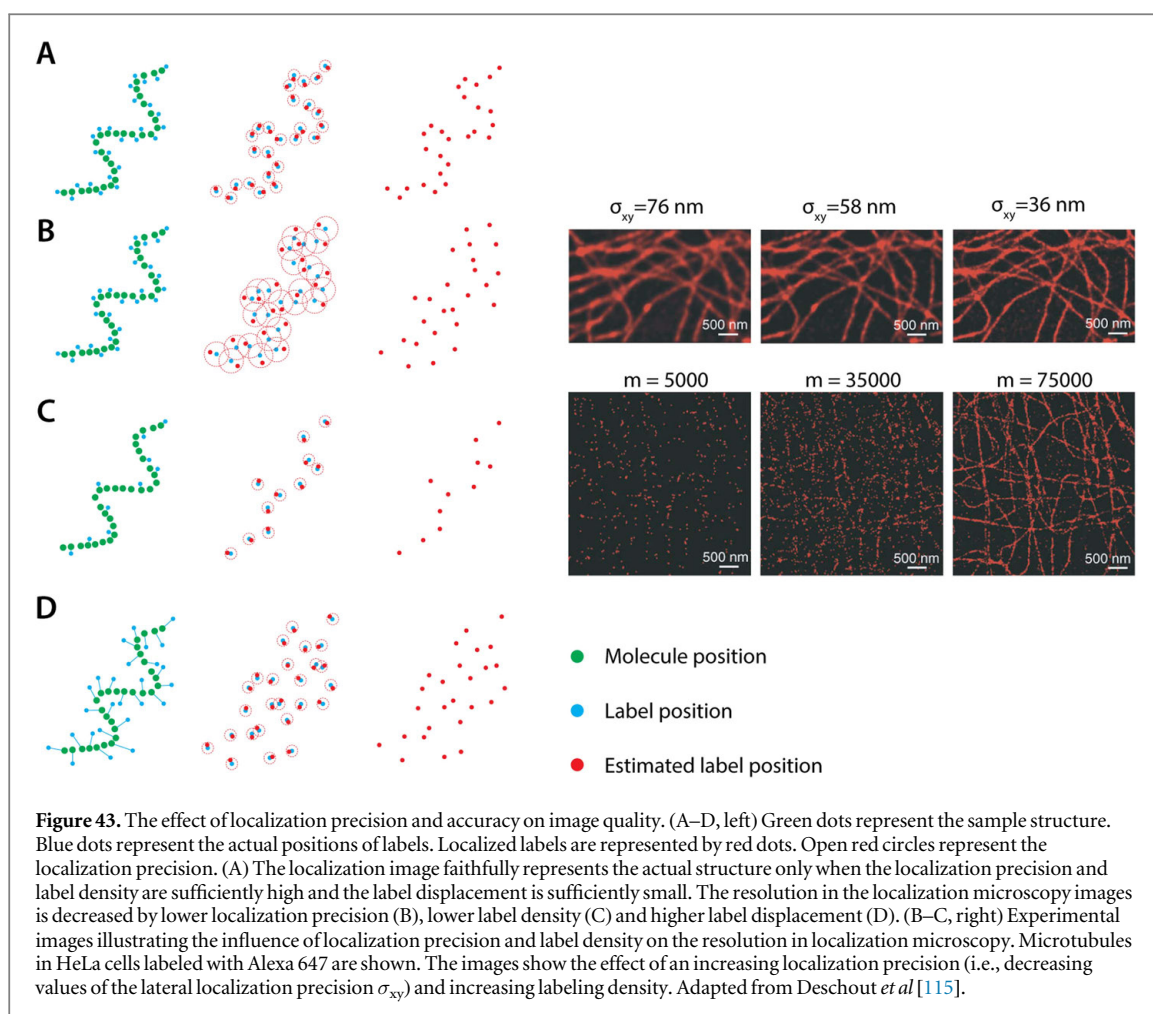 A
B
σxy=76 nm
σxy=58 nm
σxy=36 nm
500 nm
500 nm
500 nm
C
m = 5000
m = 35000
m = 75000
500 nm
500 nm
500 nm
D
Molecule position
Label position
Estimated label position
Figure 43. The effect of localization precision and accuracy on image quality. (A–D, left) Green dots represent the sample structure.
Blue dots represent the actual positions of labels. Localized labels are represented by red dots. Open red circles represent the
localization precision. (A) The localization image faithfully represents the actual structure only when the localization precision and
label density are sufficiently high and the label displacement is sufficiently small. The resolution in the localization microscopy images
is decreased by lower localization precision (B), lower label density (C) and higher label displacement (D). (B–C, right) Experimental
images illustrating the influence of localization precision and label density on the resolution in localization microscopy. Microtubules
in HeLa cells labeled with Alexa 647 are shown. The images show the effect of an increasing localization precision (i.e., decreasing
values of the lateral localization precision σxy) and increasing labeling density. Adapted from Deschout et al [115].